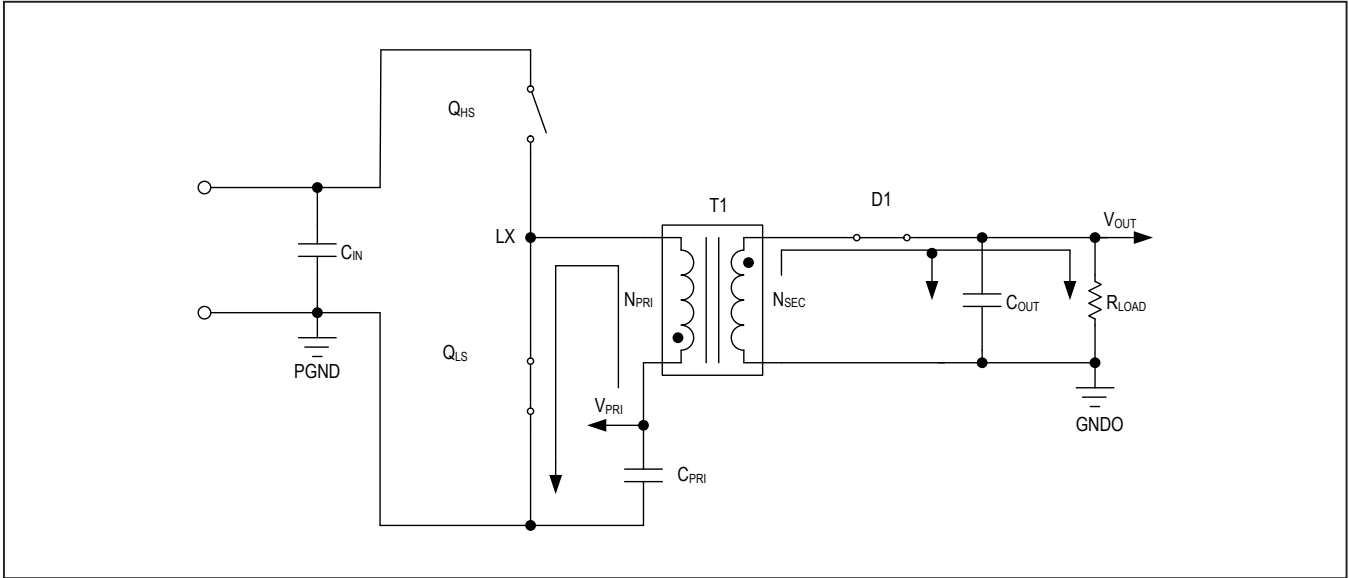 QHS
T1
D1
VOUT
LX
CIN
NPRI
NSEC
COUT
RLOAD
QLS
PGND
VPRI
GNDO
CPRI